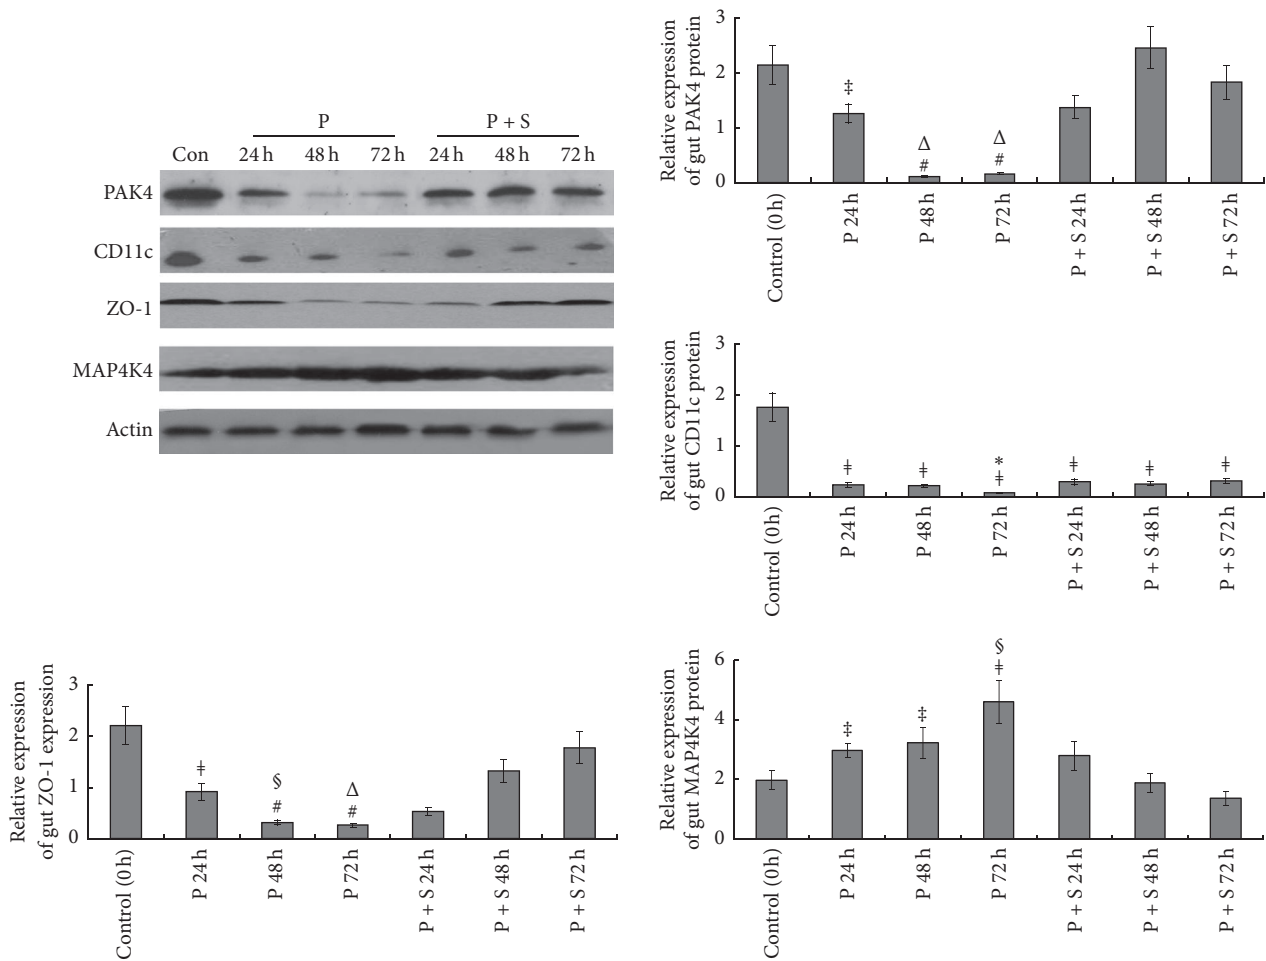 P
P + S
Con
24 h
48 h
72 h
24 h
48 h
72 h
PAK4
CD11c
ZO-1
MAP4K4
Actin
Relative expression
of gut PAK4 protein
3
2
1
0
‡
Δ
#
Δ
#
Control (0 h)
P 24 h
P 48 h
P 72 h
P + S 24 h
P + S 48 h
P + S 72 h
Relative expression
of gut CD11c protein
3
2
1
0
ǂ
ǂ
*
ǂ
ǂ
ǂ
ǂ
Control (0 h)
P 24 h
P 48 h
P 72 h
P + S 24 h
P + S 48 h
P + S 72 h
Relative expression
of gut ZO-1 expression
3
2
1
0
ǂ
§
#
Δ
#
Control (0 h)
P 24 h
P 48 h
P 72 h
P + S 24 h
P + S 48 h
P + S 72 h
Relative expression
of gut MAP4K4 protein
6
4
2
0
‡
‡
§
ǂ
Control (0 h)
P 24 h
P 48 h
P 72 h
P + S 24 h
P + S 48 h
P + S 72 h